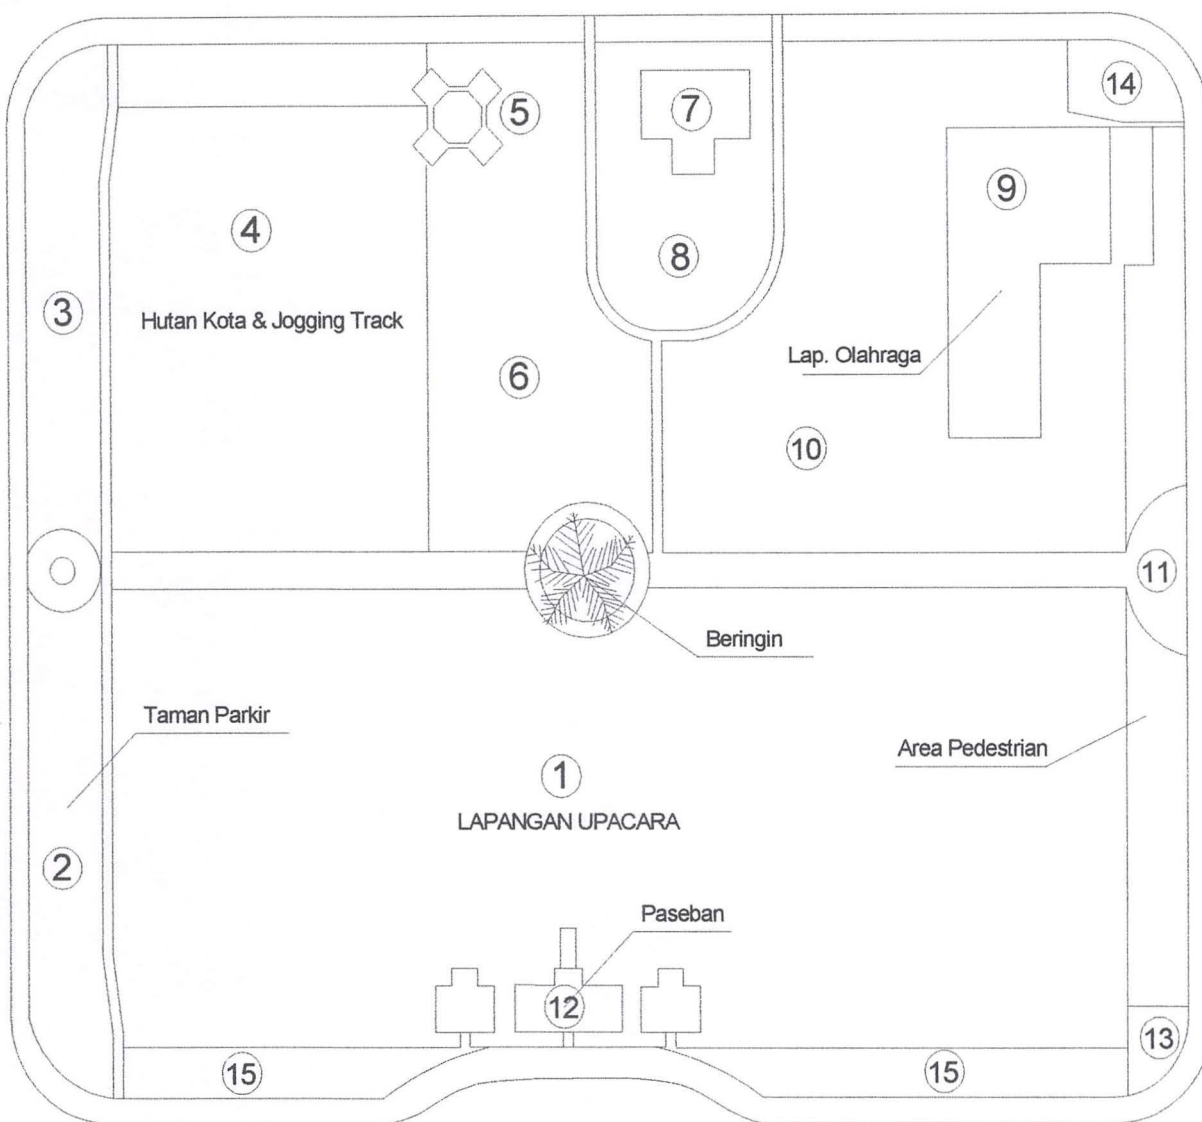 14
5
7
9
4
8
3
Hutan Kota & Jogging Track
Lap. Olahraga
6
10
11
Beringin
Taman Parkir
Area Pedestrian
1
LAPANGAN UPACARA
2
Paseban
12
13
15
15